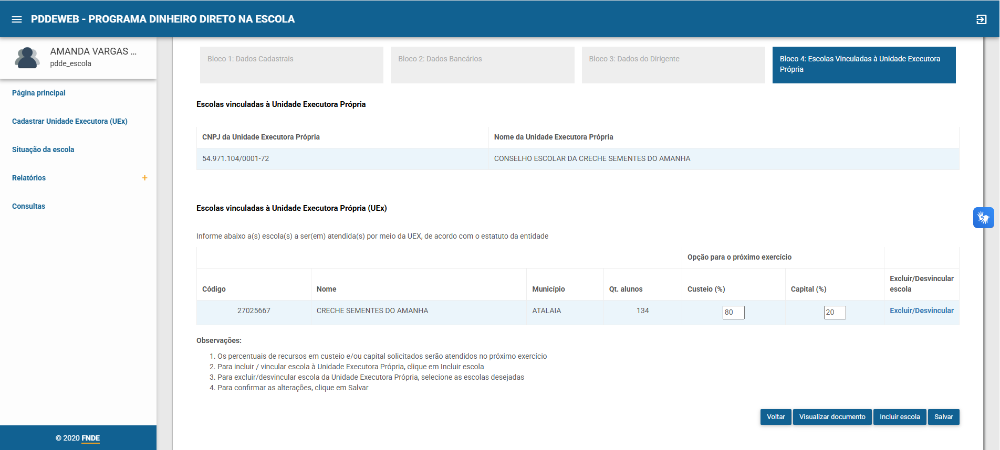 PDDEWEB - PROGRAMA DINHEIRO DIRETO NA ESCOLA
AMANDA VARGAS ...
pdde_escola
Página principal
Cadastrar Unidade Executora (UEx)
Situação da escola
Relatórios +
Consultas
© 2020 FNDE
Bloco 1: Dados Cadastrais
Bloco 2: Dados Bancários
Bloco 3: Dados do Dirigente
Bloco 4: Escolas Vinculadas à Unidade Executora
Própria
Escolas vinculadas à Unidade Executora Própria
CNPJ da Unidade Executora Própria Nome da Unidade Executora Própria
54.971.104/0001-72 CONSELHO ESCOLAR DA CRECHE SEMENTES DO AMANHA
Escolas vinculadas à Unidade Executora Própria (UEx)
Informe abaixo a(s) escola(s) a ser(em) atendida(s) por meio da UEX, de acordo com o estatuto da entidade
Opção para o próximo exercício
Código Nome Município Qt. alunos Custeio (%) Capital (%) Excluir/Desvincular
escola
27025667 CRECHE SEMENTES DO AMANHA ATALAIA 134 80 20 Excluir/Desvincular
Observações:
1. Os percentuais de recursos em custeio e/ou capital solicitados serão atendidos no próximo exercício
2. Para incluir / vincular escola à Unidade Executora Própria, clique em Incluir escola
3. Para excluir/desvincular escola da Unidade Executora Própria, selecione as escolas desejadas
4. Para confirmar as alterações, clique em Salvar
Voltar Visualizar documento Incluir escola Salvar